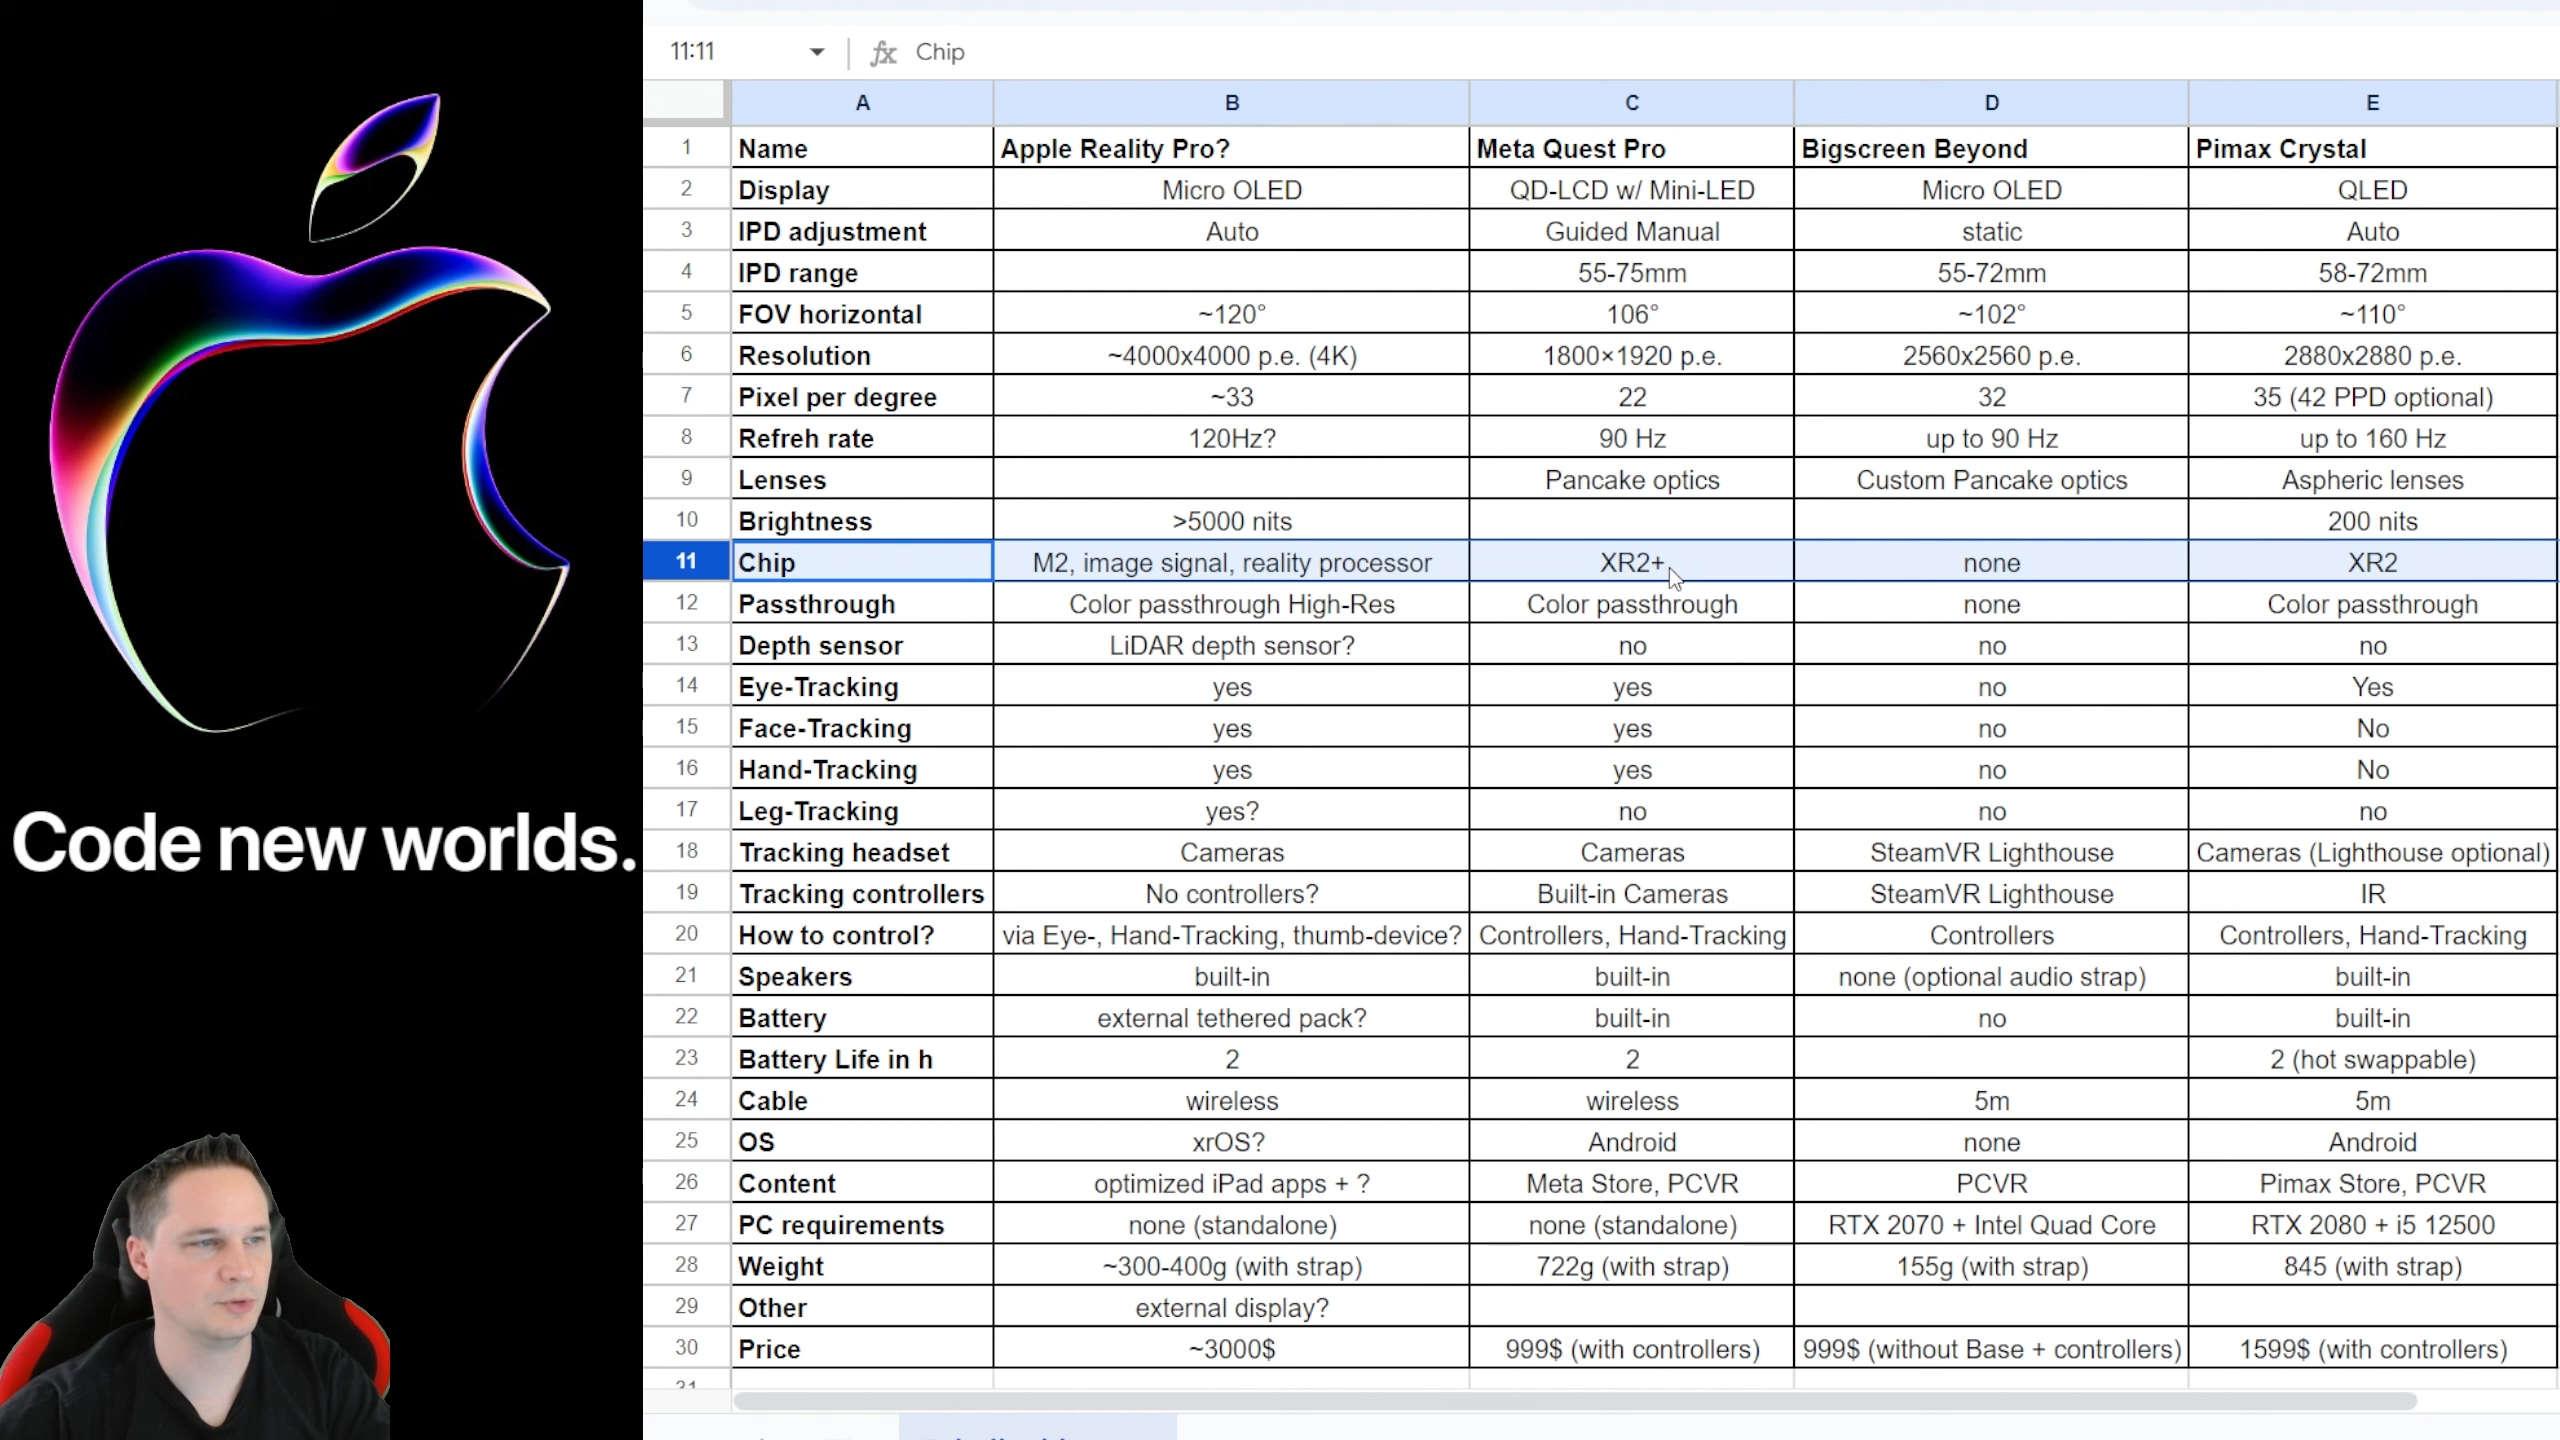 11:11 fx Chip
A B C D E
1 Name Apple Reality Pro? Meta Quest Pro Bigscreen Beyond Pimax Crystal
2 Display Micro OLED QD-LCD w/ Mini-LED Micro OLED QLED
3 IPD adjustment Auto Guided Manual static Auto
4 IPD range 55-75mm 55-72mm 58-72mm
5 FOV horizontal ~120° 106° ~102° ~110°
6 Resolution ~4000x4000 p.e. (4K) 1800×1920 p.e. 2560x2560 p.e. 2880x2880 p.e.
7 Pixel per degree ~33 22 32 35 (42 PPD optional)
8 Refreh rate 120Hz? 90 Hz up to 90 Hz up to 160 Hz
9 Lenses Pancake optics Custom Pancake optics Aspheric lenses
10 Brightness >5000 nits 200 nits
11 Chip M2, image signal, reality processor XR2+ none XR2
12 Passthrough Color passthrough High-Res Color passthrough none Color passthrough
13 Depth sensor LiDAR depth sensor? no no no
14 Eye-Tracking yes yes no Yes
15 Face-Tracking yes yes no No
16 Hand-Tracking yes yes no No
17 Leg-Tracking yes? no no no
18 Tracking headset Cameras Cameras SteamVR Lighthouse Cameras (Lighthouse optional)
19 Tracking controllers No controllers? Built-in Cameras SteamVR Lighthouse IR
20 How to control? via Eye-, Hand-Tracking, thumb-device? Controllers, Hand-Tracking Controllers Controllers, Hand-Tracking
21 Speakers built-in built-in none (optional audio strap) built-in
22 Battery external tethered pack? built-in no built-in
23 Battery Life in h 2 2 2 (hot swappable)
24 Cable wireless wireless 5m 5m
25 OS xrOS? Android none Android
26 Content optimized iPad apps + ? Meta Store, PCVR PCVR Pimax Store, PCVR
27 PC requirements none (standalone) none (standalone) RTX 2070 + Intel Quad Core RTX 2080 + i5 12500
28 Weight ~300-400g (with strap) 722g (with strap) 155g (with strap) 845 (with strap)
29 Other external display?
30 Price ~3000$ 999$ (with controllers) 999$ (without Base + controllers) 1599$ (with controllers)
31
Code new worlds.